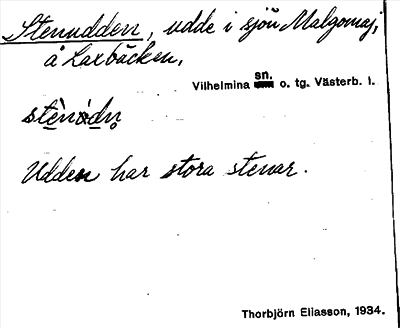 Stenudden, udde i sjön Malgomaj,
å Laxbäcken,
Vilhelmina sn. o. tg. Västerb. l.
Udden har stora stenar.
Thorbjörn Eliasson, 1934.